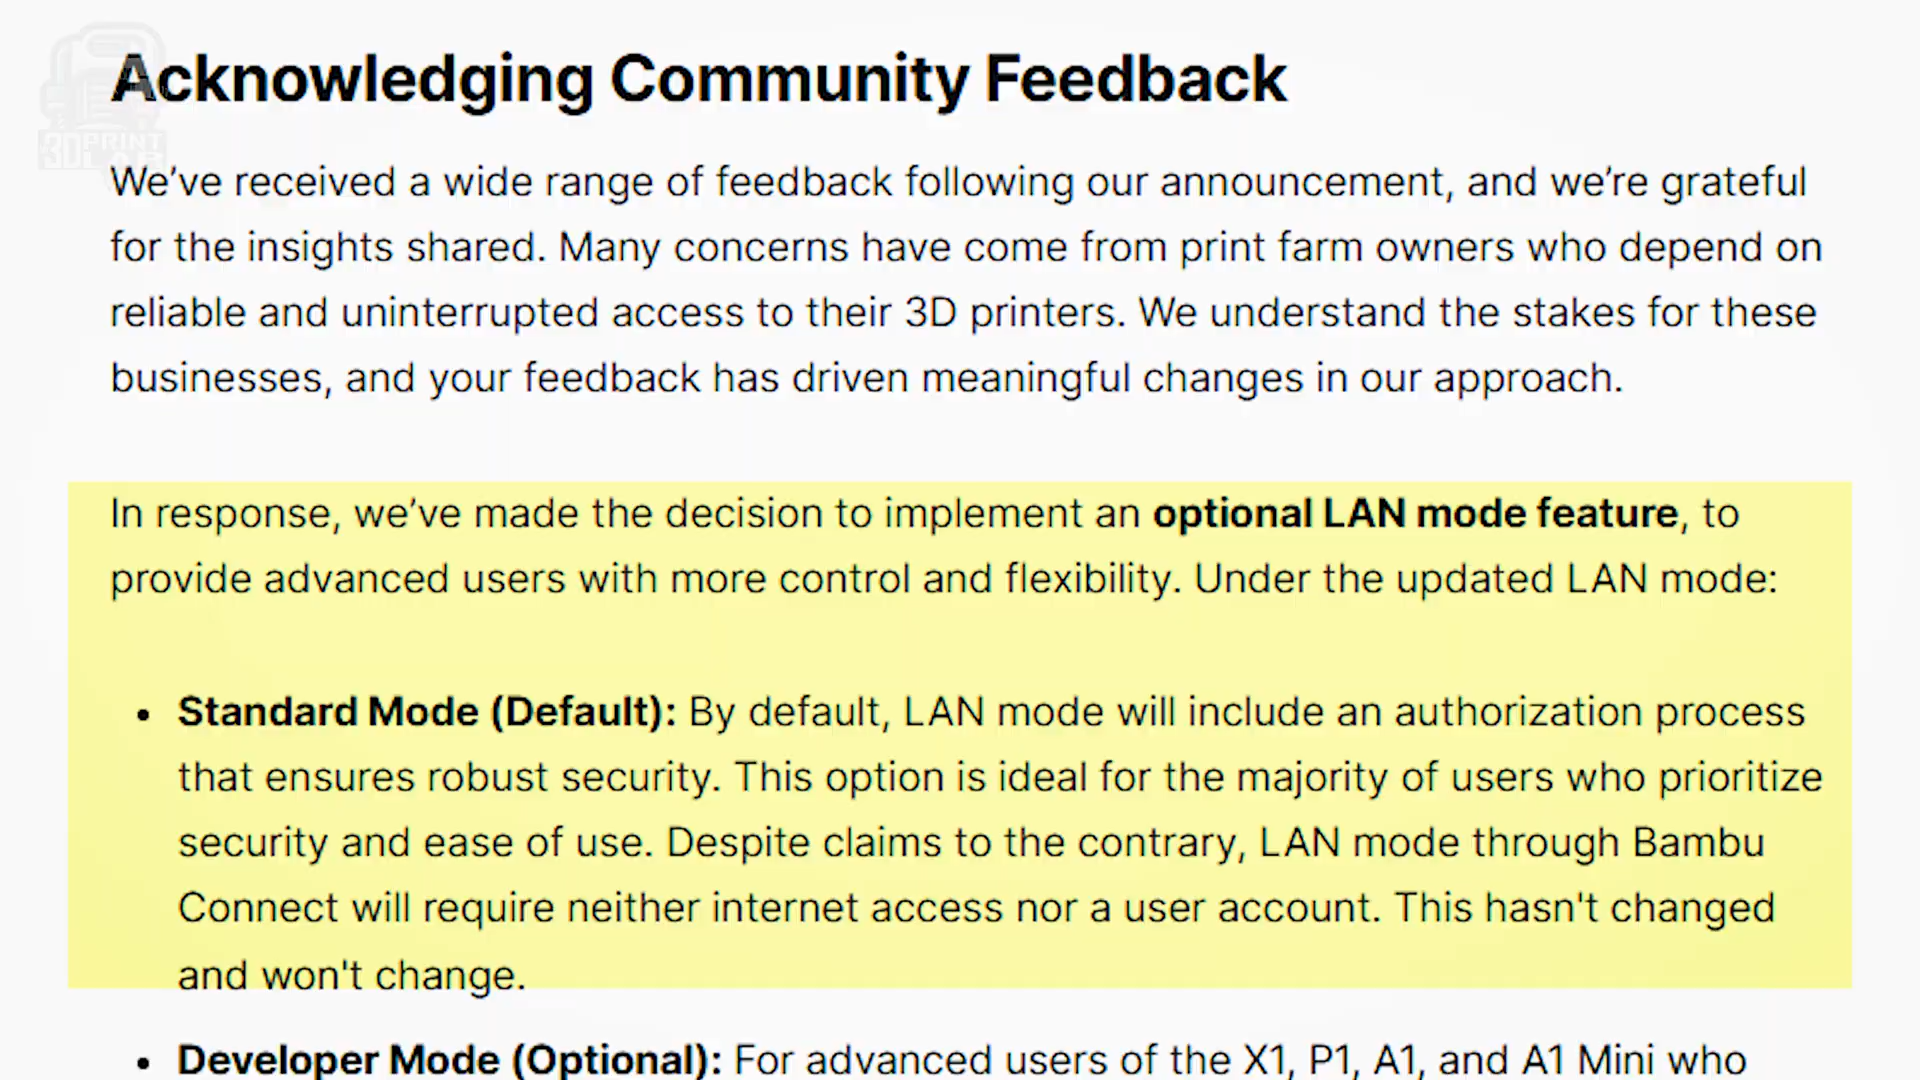 Acknowledging Community Feedback
3DPRINT
LAB
We’ve received a wide range of feedback following our announcement, and we’re grateful
for the insights shared. Many concerns have come from print farm owners who depend on
reliable and uninterrupted access to their 3D printers. We understand the stakes for these
businesses, and your feedback has driven meaningful changes in our approach.
In response, we’ve made the decision to implement an optional LAN mode feature, to
provide advanced users with more control and flexibility. Under the updated LAN mode:
• Standard Mode (Default): By default, LAN mode will include an authorization process
that ensures robust security. This option is ideal for the majority of users who prioritize
security and ease of use. Despite claims to the contrary, LAN mode through Bambu
Connect will require neither internet access nor a user account. This hasn't changed
and won't change.
• Developer Mode (Optional): For advanced users of the X1, P1, A1, and A1 Mini who